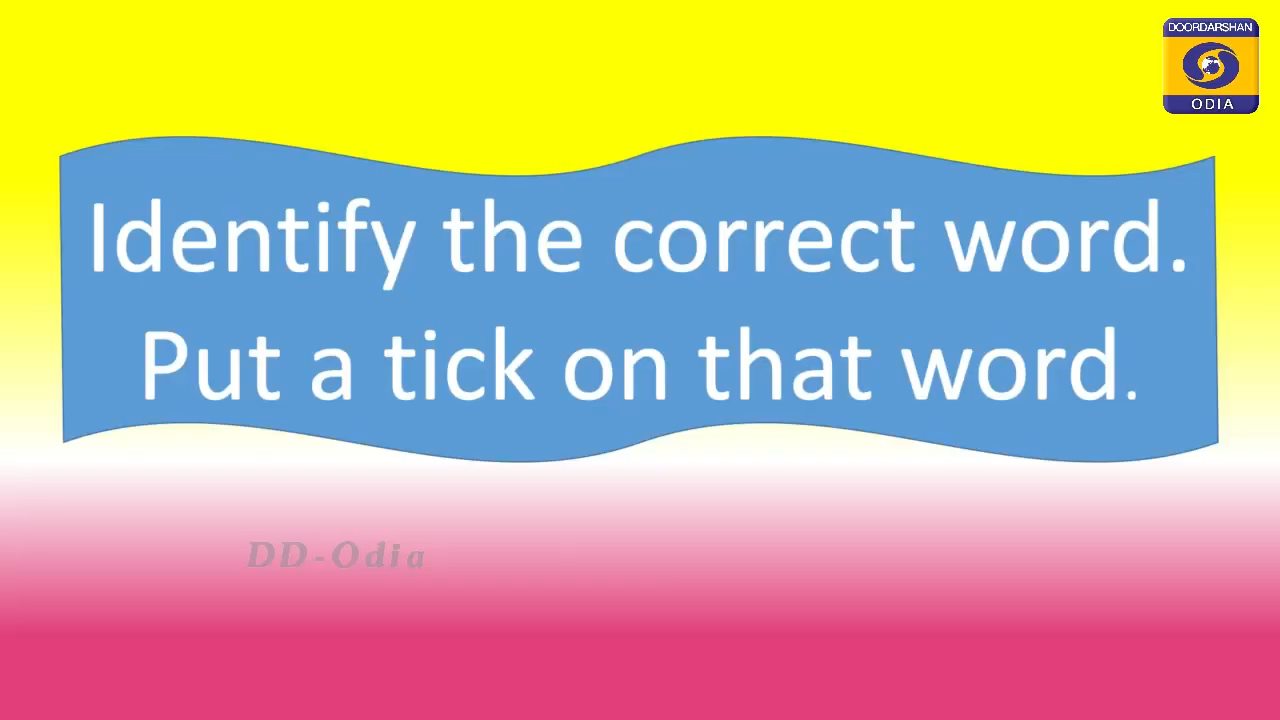 DOORDARSHAN
ODIA
Identify the correct word.
Put a tick on that word.
DD-Odia